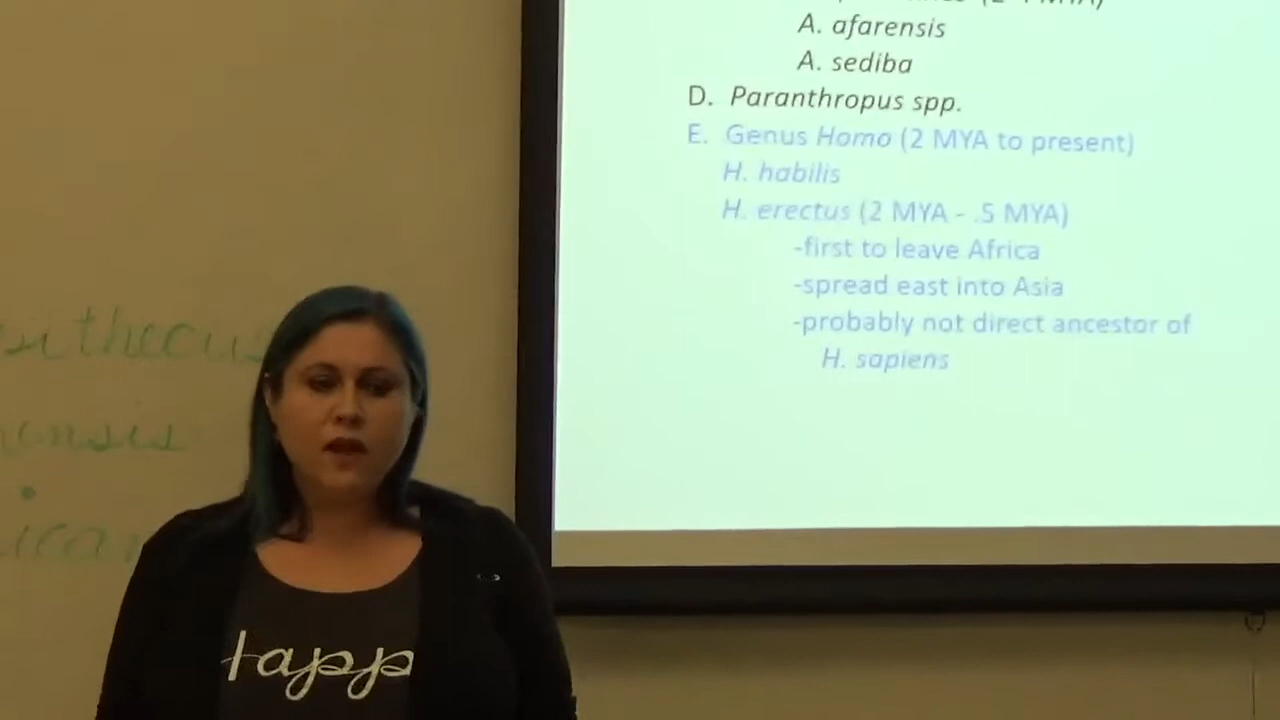 A. afarensis
A. sediba
D. Paranthropus spp.
E. Genus Homo (2 MYA to present)
H. habilis
H. erectus (2 MYA - .5 MYA)
-first to leave Africa
-spread east into Asia
-probably not direct ancestor of
H. sapiens